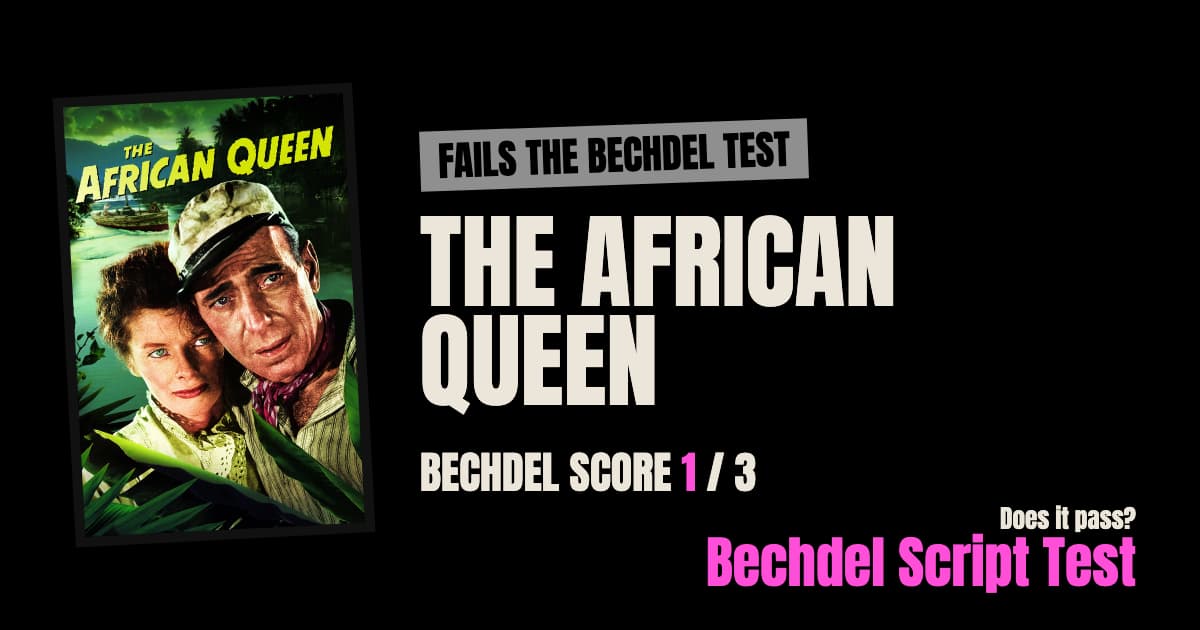 THE
AFRICAN QUEEN
FAILS THE BECHDEL TEST
THE AFRICAN
QUEEN
BECHDEL SCORE 1 / 3
Does it pass?
Bechdel Script Test